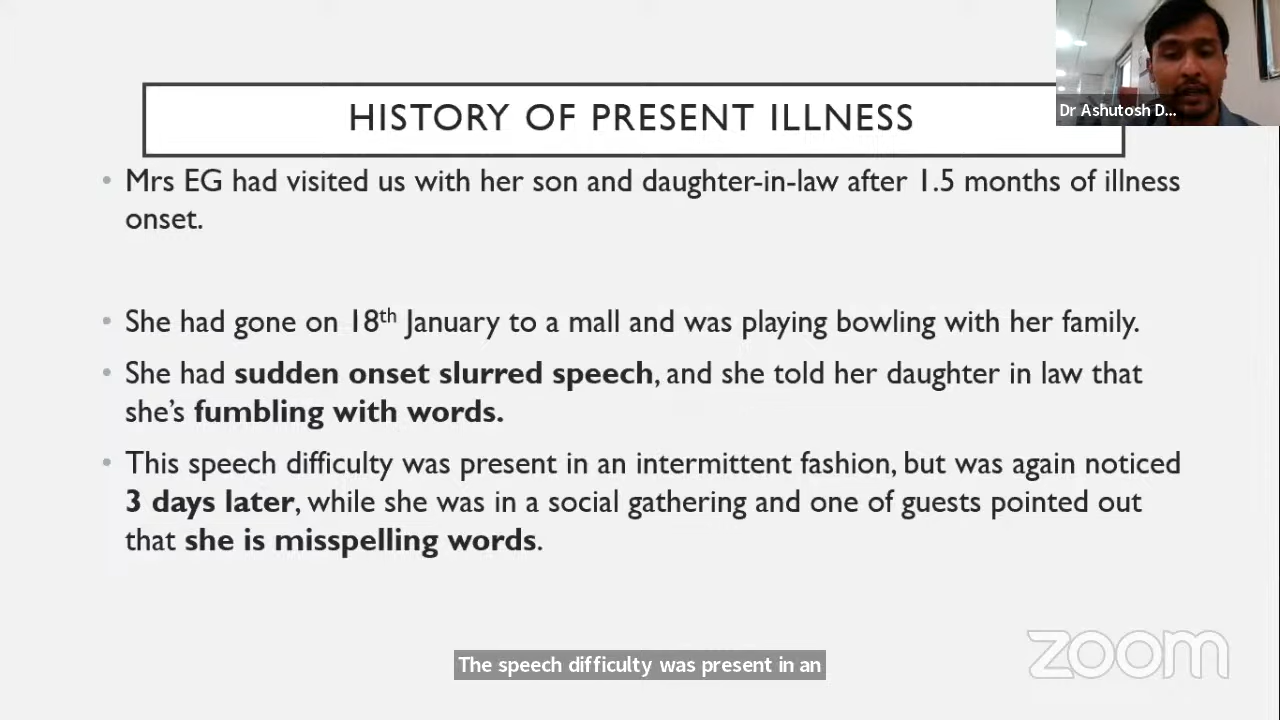 Dr Ashutosh D...
HISTORY OF PRESENT ILLNESS
• Mrs EG had visited us with her son and daughter-in-law after 1.5 months of illness
onset.
• She had gone on 18th January to a mall and was playing bowling with her family.
• She had sudden onset slurred speech, and she told her daughter in law that
she's fumbling with words.
• This speech difficulty was present in an intermittent fashion, but was again noticed
3 days later, while she was in a social gathering and one of guests pointed out
that she is misspelling words.
The speech difficulty was present in an
zoom